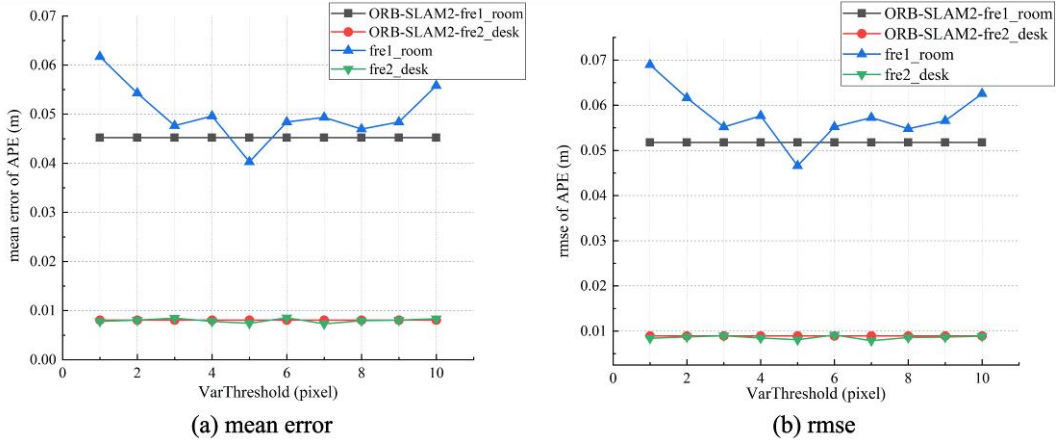 0.07
0.06
0.05
0.04
0.03
0.02
0.01
0.00
mean error of APE (m)
0 2 4 6 8 10
VarThreshold (pixel)
ORB-SLAM2-fre1_room
ORB-SLAM2-fre2_desk
fre1_room
fre2_desk
(a) mean error
0.07
0.06
0.05
0.04
0.03
0.02
0.01
rmse of APE (m)
0 2 4 6 8 10
VarThreshold (pixel)
ORB-SLAM2-fre1_room
ORB-SLAM2-fre2_desk
fre1_room
fre2_desk
(b) rmse